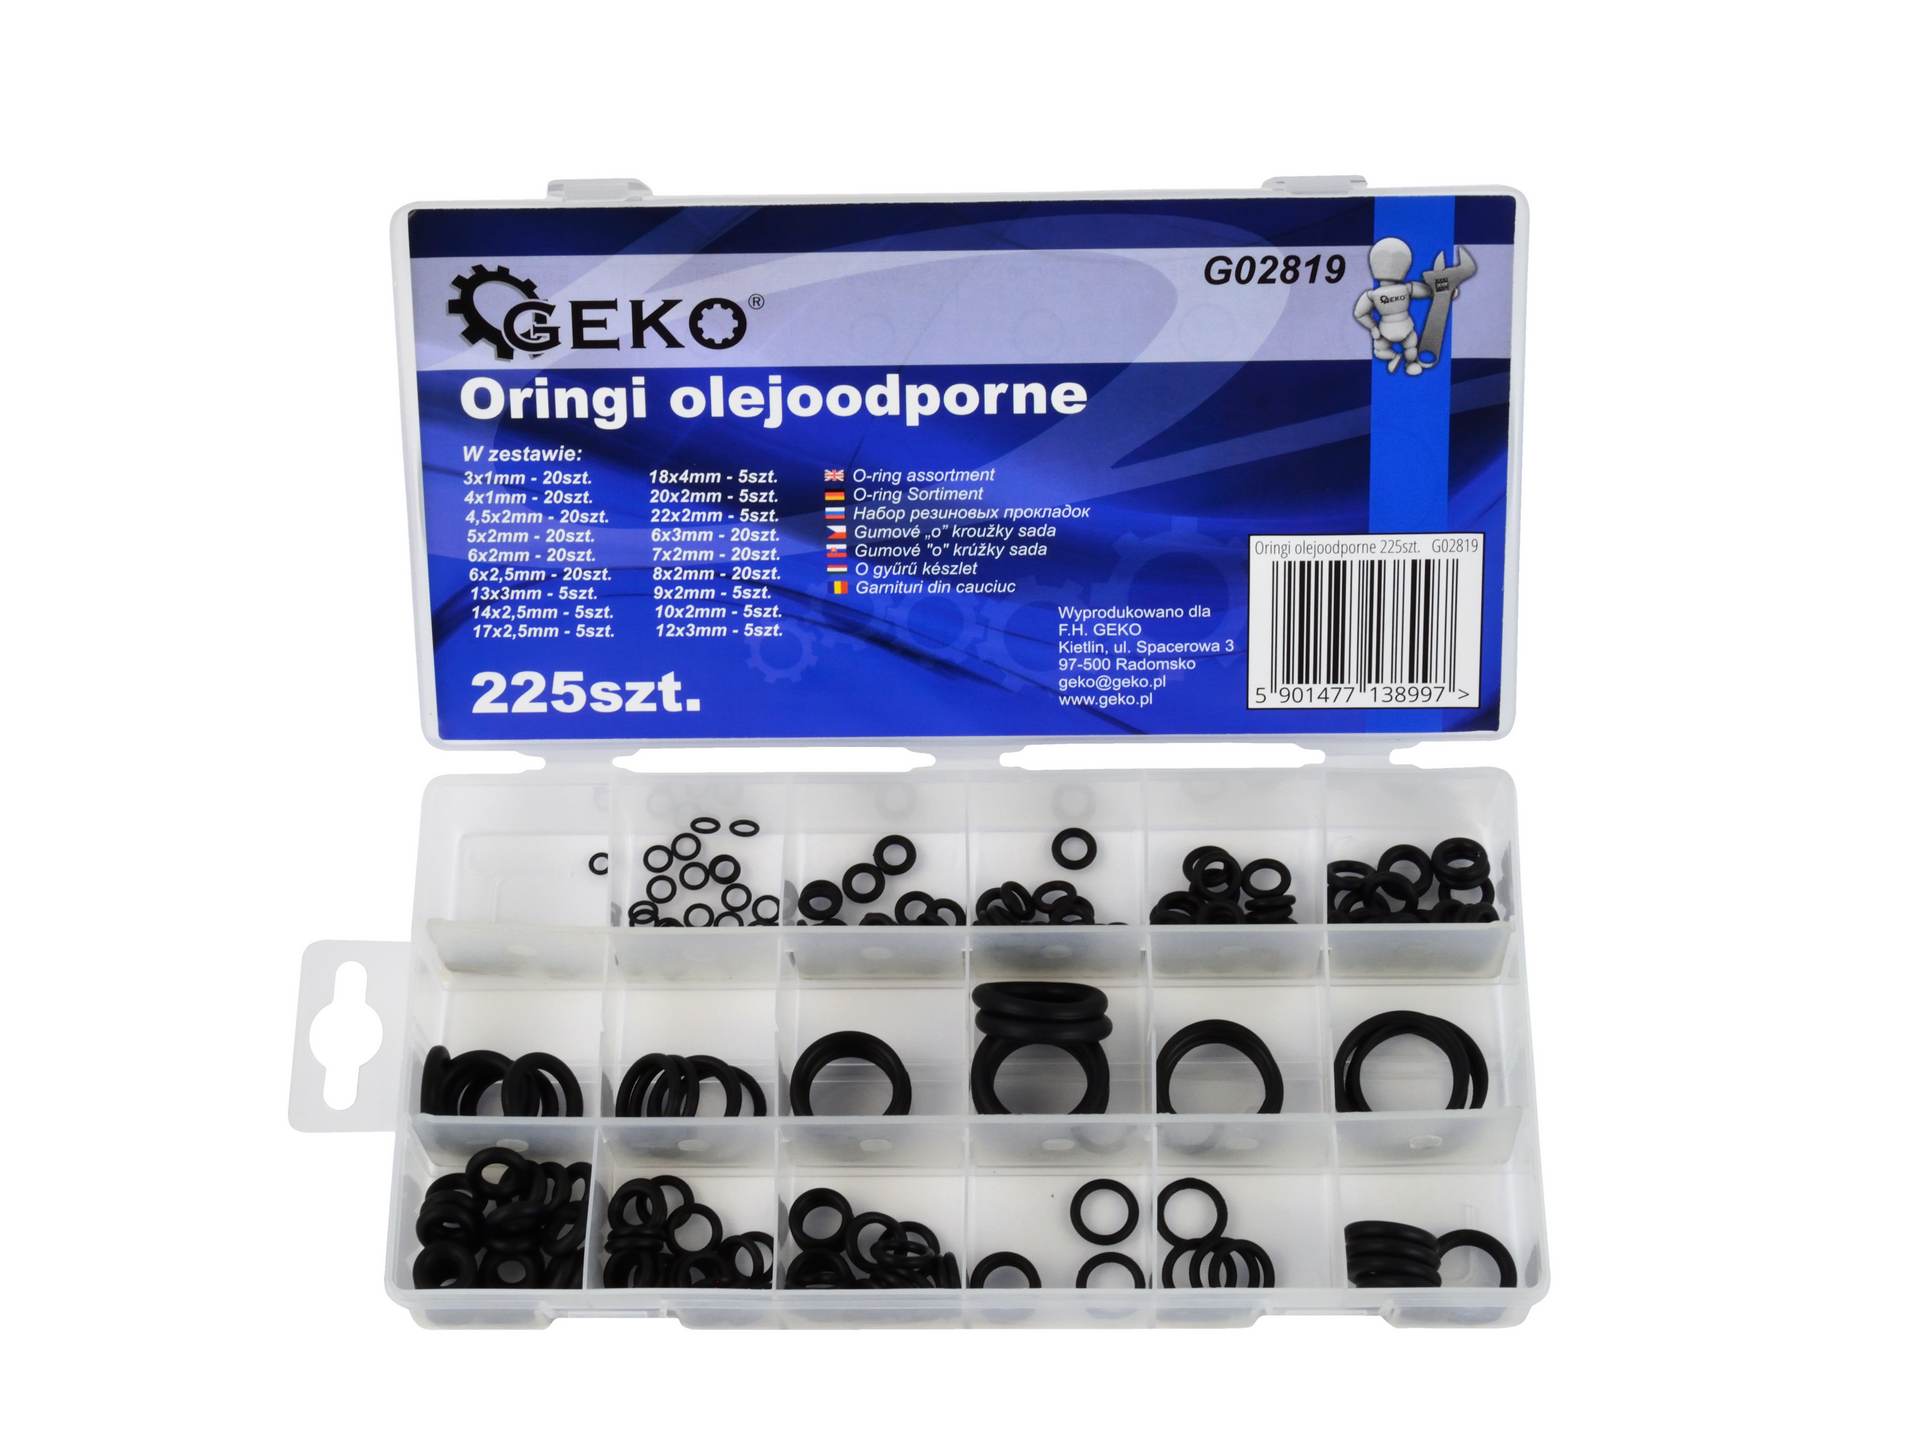 GEKO®
G02819
GEKO
Oringi olejoodporne
W zestawie:
3x1mm - 20szt.
4x1mm - 20szt.
4,5x2mm - 20szt.
5x2mm - 20szt.
6x2mm - 20szt.
6x2,5mm - 20szt.
13x3mm - 5szt.
14x2,5mm - 5szt.
17x2,5mm - 5szt.
18x4mm - 5szt.
20x2mm - 5szt.
22x2mm - 5szt.
6x3mm - 20szt.
7x2mm - 20szt.
8x2mm - 20szt.
9x2mm - 5szt.
10x2mm - 5szt.
12x3mm - 5szt.
O-ring assortment
O-ring Sortiment
Набор резиновых прокладок
Gumové „o” kroužky sada
Gumové "o" krúžky sada
O gyűrű készlet
Garnituri din cauciuc
225szt.
Wyprodukowano dla
F.H. GEKO
Kietlin, ul. Spacerowa 3
97-500 Radomsko
geko@geko.pl
www.geko.pl
Oringi olejoodporne 225szt. G02819
5 901477 138997 >